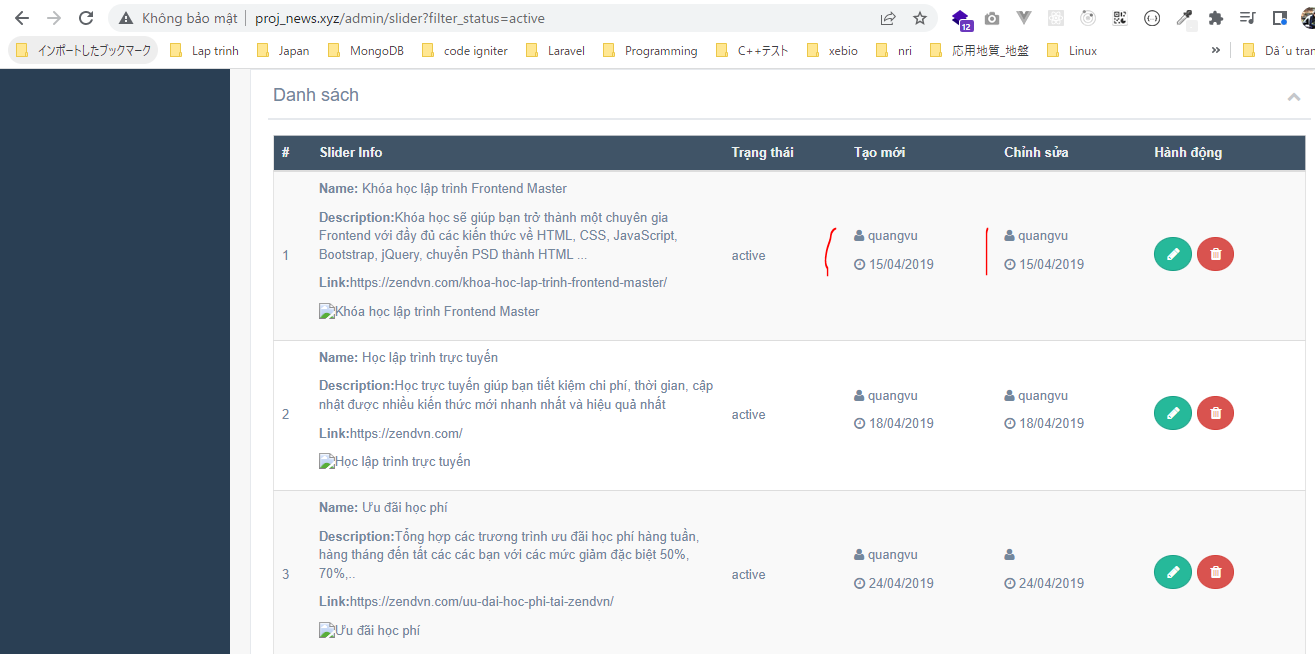 Không bảo mật
proj_news.xyz/admin/slider?filter_status=active
12
インポートしたブックマーク
Lap trinh
Japan
MongoDB
code igniter
Laravel
Programming
C++テスト
xebio
nri
応用地質_地盤
Linux
»
Dâ´u tran
Danh sách
# Slider Info Trạng thái Tạo mới Chỉnh sửa Hành động
Name: Khóa học lập trình Frontend Master
Description:Khóa học sẽ giúp bạn trở thành một chuyên gia
Frontend với đầy đủ các kiến thức về HTML, CSS, JavaScript,
Bootstrap, jQuery, chuyển PSD thành HTML ...
Link:https://zendvn.com/khoa-hoc-lap-trinh-frontend-master/
Khóa học lập trình Frontend Master
1
active
quangvu
15/04/2019
quangvu
15/04/2019
Name: Học lập trình trực tuyến
Description:Học trực tuyến giúp bạn tiết kiệm chi phí, thời gian, cập
nhật được nhiều kiến thức mới nhanh nhất và hiệu quả nhất
Link:https://zendvn.com/
Học lập trình trực tuyến
2
active
quangvu
18/04/2019
quangvu
18/04/2019
Name: Ưu đãi học phí
Description:Tổng hợp các trương trình ưu đãi học phí hàng tuần,
hàng tháng đến tất các các bạn với các mức giảm đặc biệt 50%,
70%,..
Link:https://zendvn.com/uu-dai-hoc-phi-tai-zendvn/
Ưu đãi học phí
3
active
quangvu
24/04/2019
24/04/2019